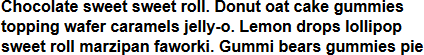 Chocolate sweet sweet roll. Donut oat cake gummies
topping wafer caramels jelly-o. Lemon drops lollipop
sweet roll marzipan faworki. Gummi bears gummies pie